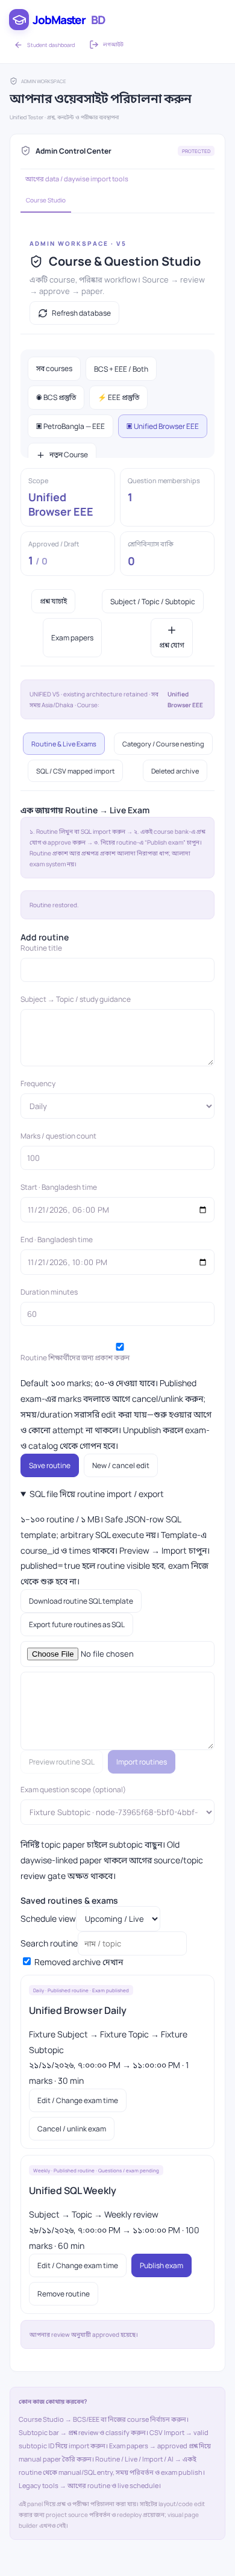 JobMaster BD
Student dashboard
লগআউট
ADMIN WORKSPACE
আপনার ওয়েবসাইট পরিচালনা করুন
Unified Tester · প্রশ্ন, কনটেন্ট ও পরীক্ষার ব্যবস্থাপনা
Admin Control Center
PROTECTED
আগের data / daywise import tools
Course Studio
ADMIN WORKSPACE · V5
Course & Question Studio
একটি course, পরিষ্কার workflow। Source → review
→ approve → paper.
Refresh database
সব courses
BCS + EEE / Both
BCS প্রস্তুতি
⚡ EEE প্রস্তুতি
PetroBangla — EEE
Unified Browser EEE
+ নতুন Course
Scope
Unified
Browser EEE
Question memberships
1
Approved / Draft
1 / 0
শ্রেণিবিন্যাস বাকি
0
প্রশ্ন যাচাই
Subject / Topic / Subtopic
Exam papers
+
প্রশ্ন যোগ
UNIFIED V5 · existing architecture retained · সব
সময় Asia/Dhaka · Course:
Unified
Browser EEE
Routine & Live Exams
Category / Course nesting
SQL / CSV mapped import
Deleted archive
এক জায়গায় Routine → Live Exam
১. Routine লিখুন বা SQL import করুন → ২. একই course bank-এ প্রশ্ন
যোগ ও approve করুন → ৩. নিচের routine-এ “Publish exam” চাপুন।
Routine প্রকাশ আর প্রশ্নপত্র প্রকাশ আলাদা নিরাপত্তা ধাপ, আলাদা
exam system নয়।
Routine restored.
Add routine
Routine title
Subject → Topic / study guidance
Frequency
Daily
Marks / question count
100
Start · Bangladesh time
11/21/2026, 06:00 PM
End · Bangladesh time
11/21/2026, 10:00 PM
Duration minutes
60
Routine শিক্ষার্থীদের জন্য প্রকাশ করুন
Default ১০০ marks; ৫০-ও দেওয়া যাবে। Published
exam-এর marks বদলাতে আগে cancel/unlink করুন;
সময়/duration সরাসরি edit করা যায়—শুরু হওয়ার আগে
ও কোনো attempt না থাকলে। Unpublish করলে exam-
ও catalog থেকে গোপন হবে।
Save routine
New / cancel edit
▼ SQL file দিয়ে routine import / export
১–১০০ routine / ১ MB। Safe JSON-row SQL
template; arbitrary SQL execute নয়। Template-এ
course_id ও times থাকবে। Preview → Import চাপুন।
published=true হলে routine visible হবে, exam নিজে
থেকে শুরু হবে না।
Download routine SQL template
Export future routines as SQL
Choose File No file chosen
Preview routine SQL
Import routines
Exam question scope (optional)
Fixture Subtopic · node-73965f68-5bf0-4bbf-
নির্দিষ্ট topic paper চাইলে subtopic বাছুন। Old
daywise-linked paper থাকলে আগের source/topic
review gate অক্ষত থাকবে।
Saved routines & exams
Schedule view Upcoming / Live
Search routine নাম / topic
Removed archive দেখান
Daily · Published routine · Exam published
Unified Browser Daily
Fixture Subject → Fixture Topic → Fixture
Subtopic
২১/১১/২০২৬, ৭:০০:০০ PM → ১১:০০:০০ PM · 1
marks · 30 min
Edit / Change exam time
Cancel / unlink exam
Weekly · Published routine · Questions / exam pending
Unified SQL Weekly
Subject → Topic → Weekly review
২৮/১১/২০২৬, ৭:০০:০০ PM → ১১:০০:০০ PM · 100
marks · 60 min
Edit / Change exam time
Publish exam
Remove routine
আপনার review অনুযায়ী approved হয়েছে।
কোন কাজ কোথায় করবেন?
Course Studio → BCS/EEE বা নিজের course নির্বাচন করুন।
Subtopic bar → প্রশ্ন review ও classify করুন। CSV Import → valid
subtopic ID দিয়ে import করুন। Exam papers → approved প্রশ্ন দিয়ে
manual paper তৈরি করুন। Routine / Live / Import / AI → একই
routine থেকে manual/SQL entry, সময় পরিবর্তন ও exam publish।
Legacy tools → আগের routine ও live schedule।
এই panel দিয়ে প্রশ্ন ও পরীক্ষা পরিচালনা করা যায়। সাইটের layout/code edit
করার জন্য project source পরিবর্তন ও redeploy প্রয়োজন; visual page
builder এখনও নেই।